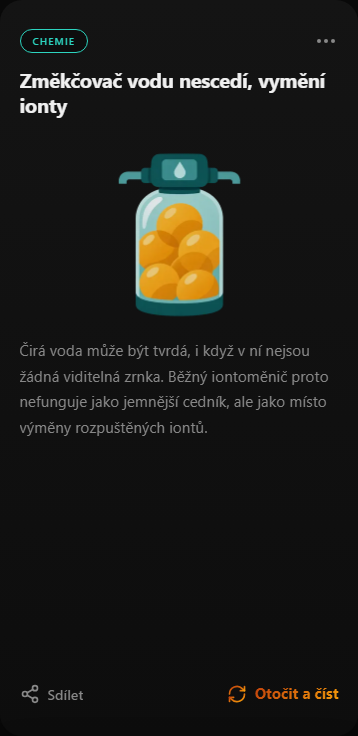 CHEMIE
Změkčovač vodu nescedí, vymění
ionty
Čirá voda může být tvrdá, i když v ní nejsou
žádná viditelná zrnka. Běžný iontoměnič proto
nefunguje jako jemnější cedník, ale jako místo
výměny rozpuštěných iontů.
Sdílet
Otočit a číst